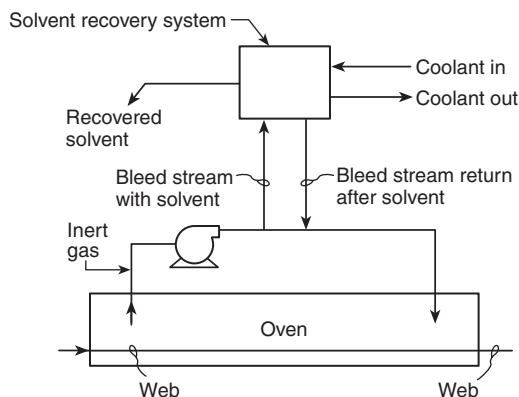 Solvent recovery system
Coolant in
Coolant out
Recovered
solvent
Bleed stream
with solvent
Bleed stream return
after solvent
Inert
gas
Oven
Web
Web